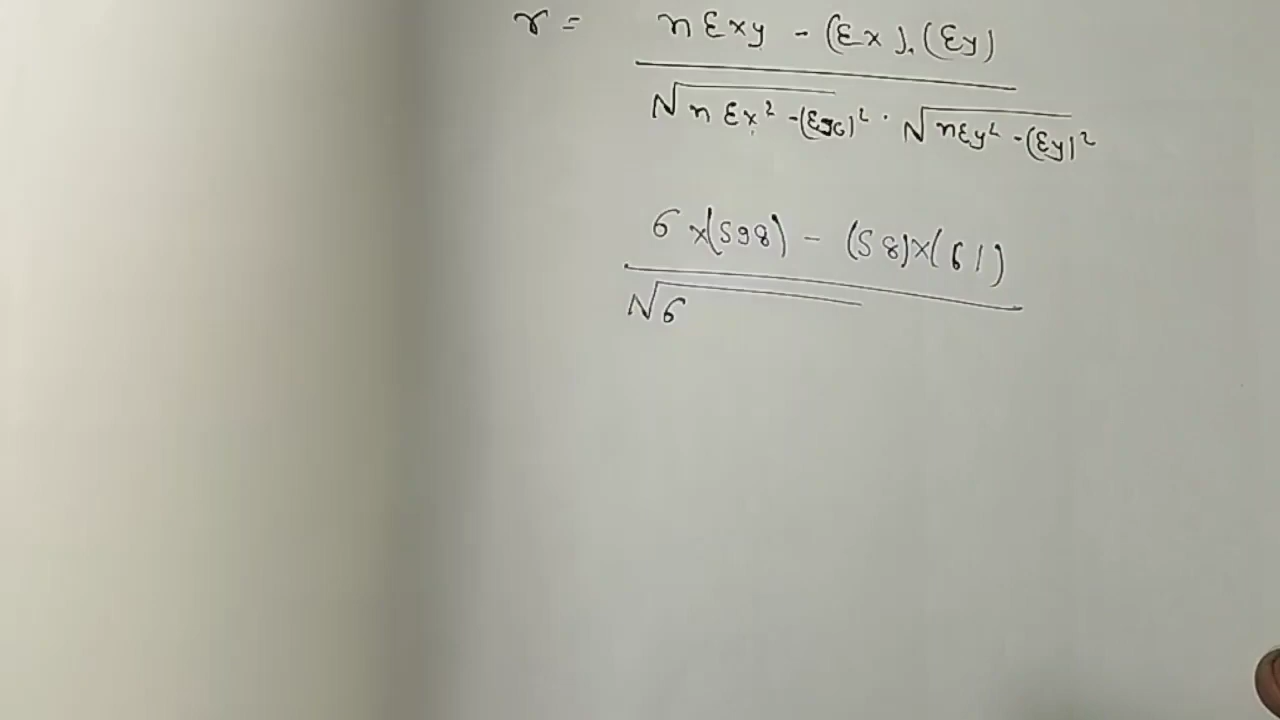 r = nΣxy - (Σx).(Σy)
√nΣx² -(Σx)² · √nΣy² -(Σy)²
6 x(598) - (58)x(61)
√6